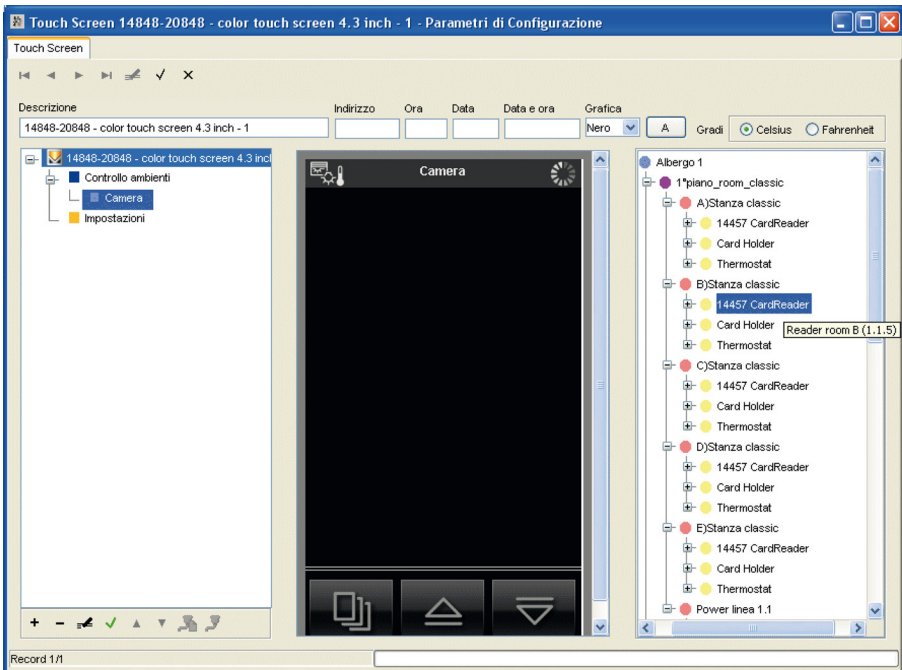 Touch Screen 14848-20848 - color touch screen 4.3 inch - 1 - Parametri di Configurazione
Touch Screen
Descrizione Indirizzo Ora Data Data e ora Grafica
14848-20848 - color touch screen 4.3 inch - 1 Nero A Gradi Celsius Fahrenheit
14848-20848 - color touch screen 4.3 incl
Controllo ambienti
Camera
Impostazioni
Camera
Albergo 1
1°piano_room_classic
A)Stanza classic
14457 CardReader
Card Holder
Thermostat
B)Stanza classic
14457 CardReader
Card Holder
Reader room B (1.1.5)
Thermostat
C)Stanza classic
14457 CardReader
Card Holder
Thermostat
D)Stanza classic
14457 CardReader
Card Holder
Thermostat
E)Stanza classic
14457 CardReader
Card Holder
Thermostat
Power linea 1.1
Record 1/1